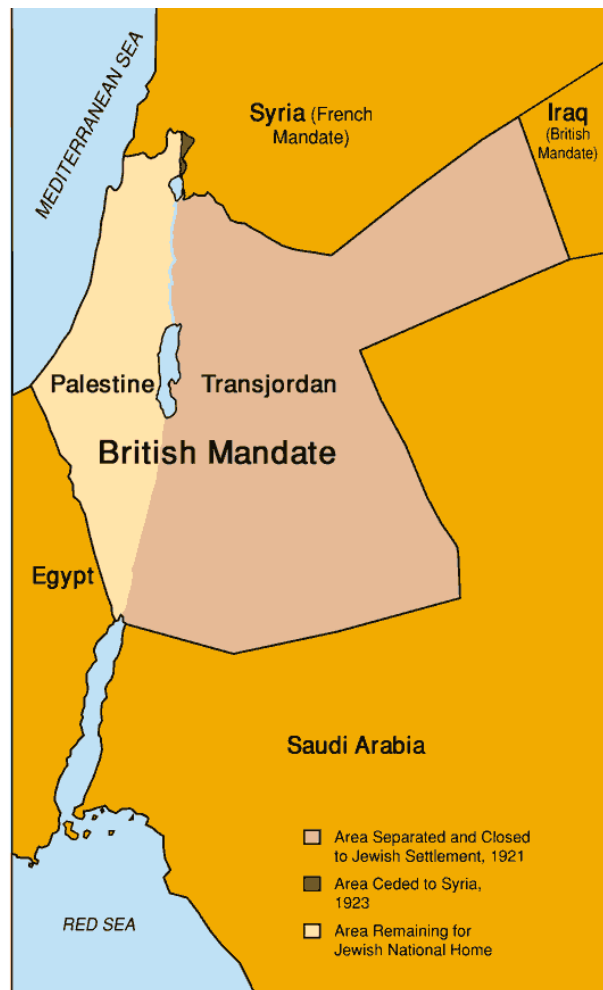 MEDITERRANEAN SEA
Syria (French
Mandate)
Iraq
(British
Mandate)
Palestine
Transjordan
British Mandate
Egypt
Saudi Arabia
Area Separated and Closed
to Jewish Settlement, 1921
Area Ceded to Syria,
1923
RED SEA
Area Remaining for
Jewish National Home